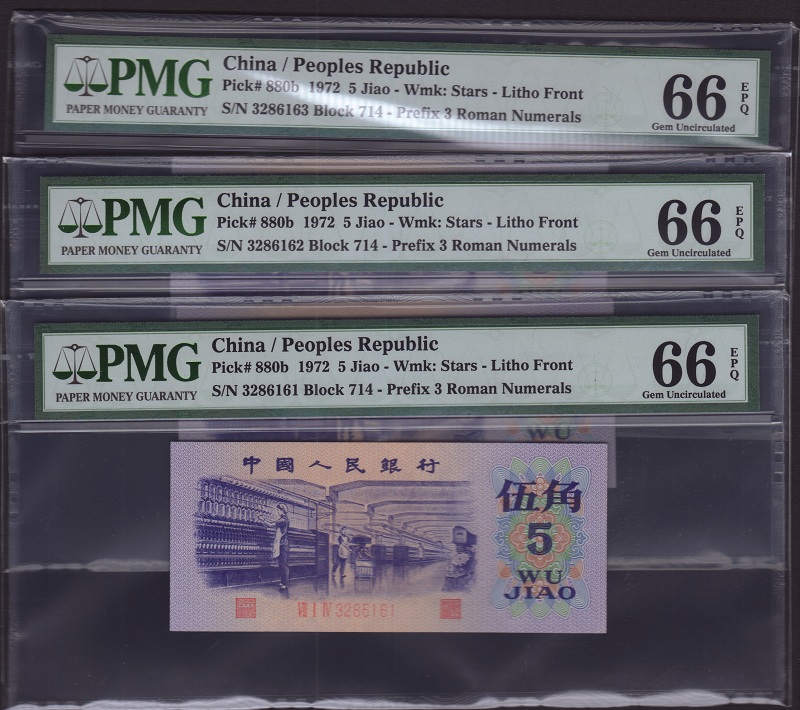 PMG
PAPER MONEY GUARANTY
China / Peoples Republic
Pick# 880b 1972 5 Jiao - Wmk: Stars - Litho Front
S/N 3286163 Block 714 - Prefix 3 Roman Numerals
66 EPQ
Gem Uncirculated
PMG
PAPER MONEY GUARANTY
China / Peoples Republic
Pick# 880b 1972 5 Jiao - Wmk: Stars - Litho Front
S/N 3286162 Block 714 - Prefix 3 Roman Numerals
66 EPQ
Gem Uncirculated
PMG
PAPER MONEY GUARANTY
China / Peoples Republic
Pick# 880b 1972 5 Jiao - Wmk: Stars - Litho Front
S/N 3286161 Block 714 - Prefix 3 Roman Numerals
66 EPQ
Gem Uncirculated
WU
中國人民銀行
伍角
5
WU
JIAO
VII I IV 3286161